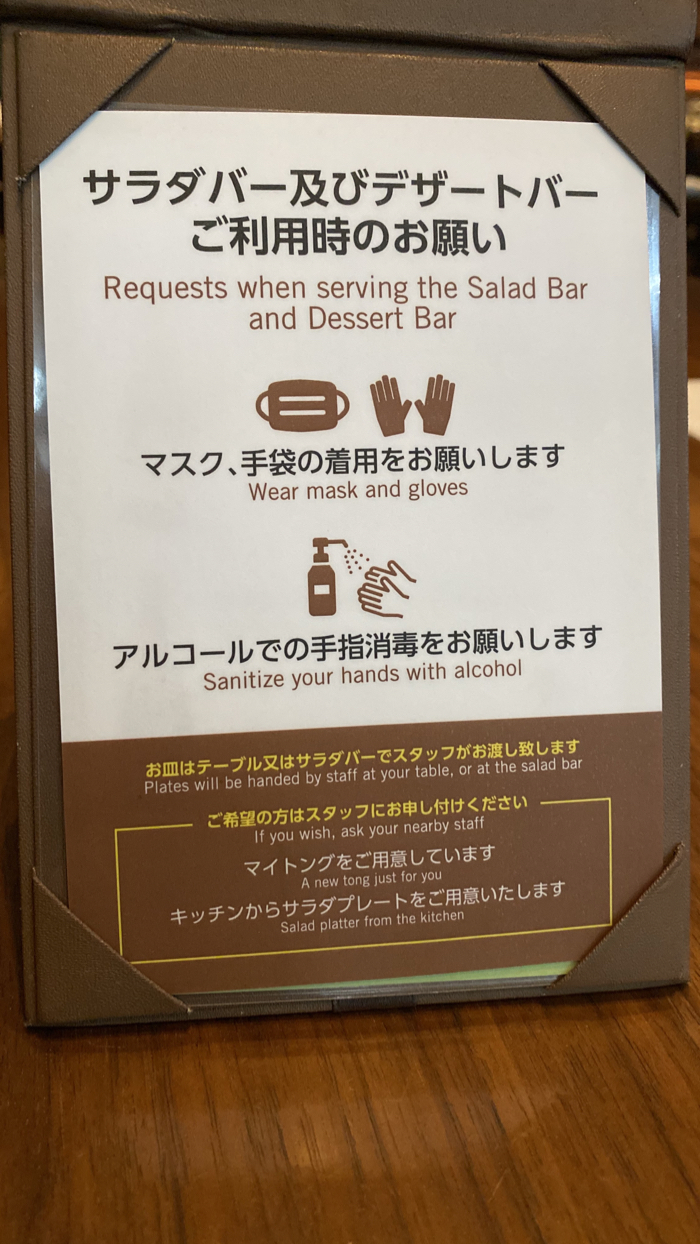 サラダバー及びデザートバー
ご利用時のお願い
Requests when serving the Salad Bar
and Dessert Bar
マスク、手袋の着用をお願いします
Wear mask and gloves
アルコールでの手指消毒をお願いします
Sanitize your hands with alcohol
お皿はテーブル又はサラダバーでスタッフがお渡し致します
Plates will be handed by staff at your table, or at the salad bar
ご希望の方はスタッフにお申し付けください
If you wish, ask your nearby staff
マイトングをご用意しています
A new tong just for you
キッチンからサラダプレートをご用意いたします
Salad platter from the kitchen